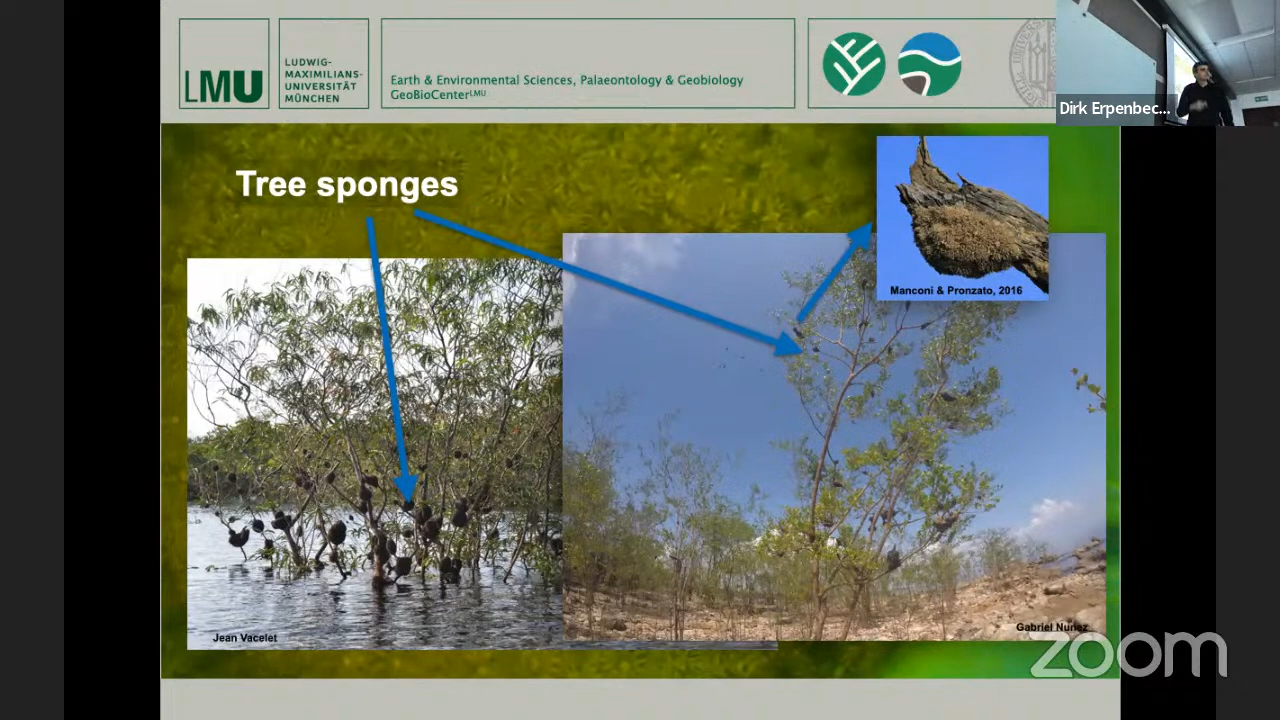 LMU
LUDWIG-
MAXIMILIANS-
UNIVERSITÄT
MÜNCHEN
Earth & Environmental Sciences, Palaeontology & Geobiology
GeoBioCenterLMU
Dirk Erpenbec...
Tree sponges
Manconi & Pronzato, 2016
Jean Vacelet
Gabriel Nunez
zoom